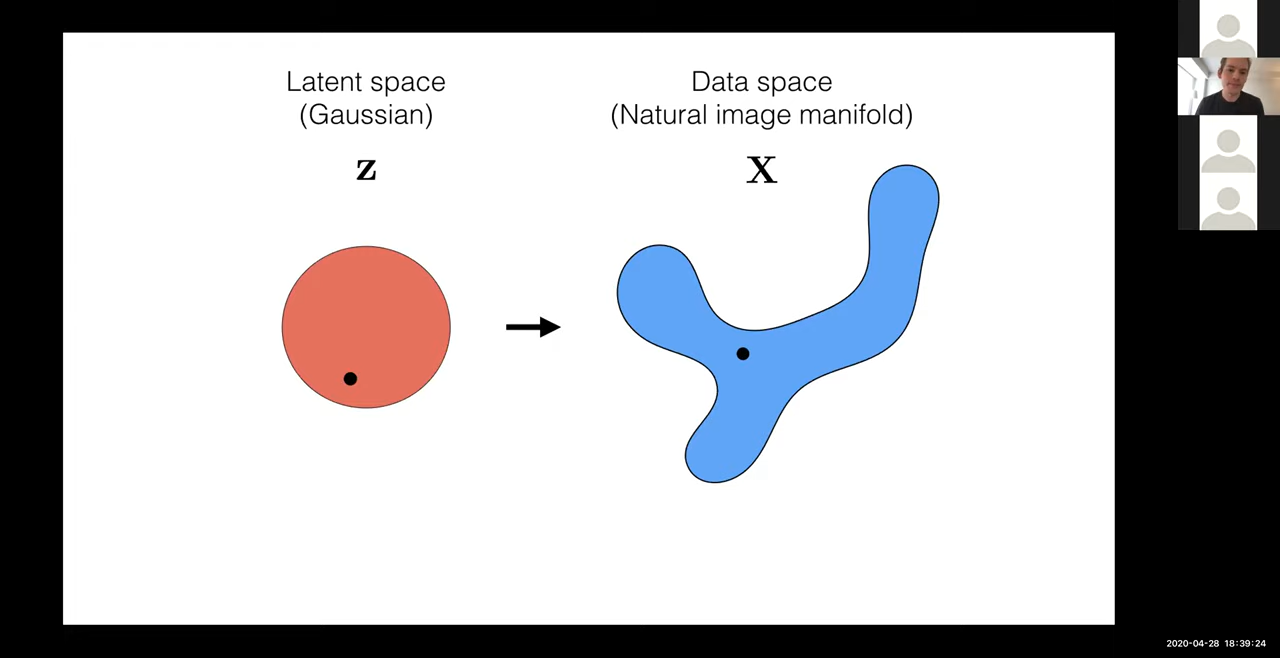 Latent space
(Gaussian)
z
Data space
(Natural image manifold)
X
2020-04-28 18:39:24